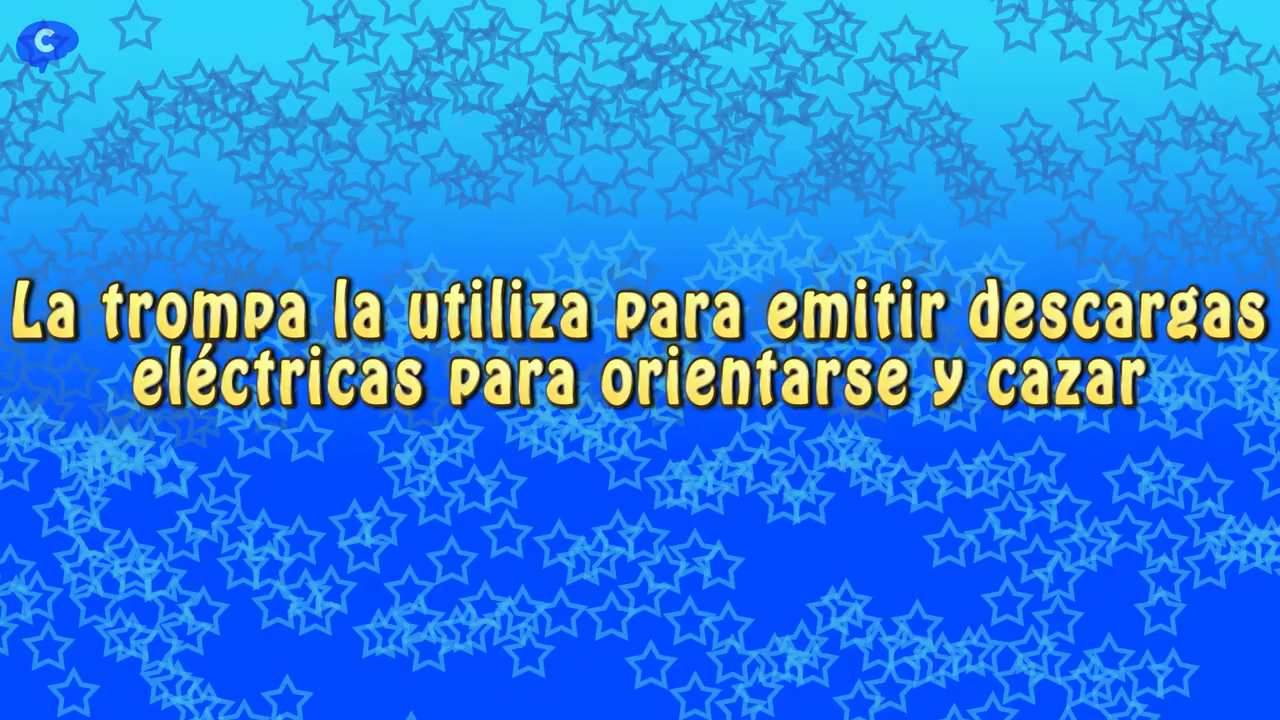 C
La trompa la utiliza para emitir descargas
eléctricas para orientarse y cazar